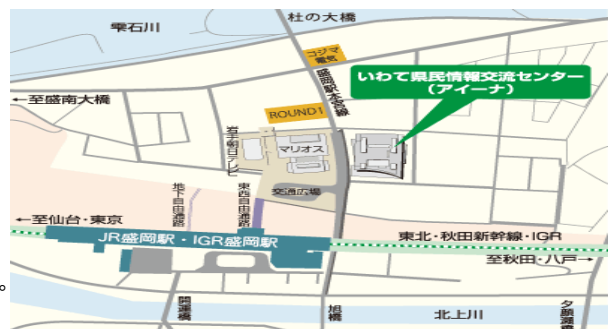 杜の大橋
雫石川
コジマ
電気
盛岡駅本宮線
いわて県民情報交流センター
（アイーナ）
←至盛南大橋
ROUND1
岩手朝日テレビ
マリオス
地下自由通路
東西自由通路
交通広場
←至仙台・東京
JR盛岡駅・IGR盛岡駅
東北・秋田新幹線・IGR
至秋田・八戸→
開運橋
旭橋
北上川
夕顔瀬橋
。